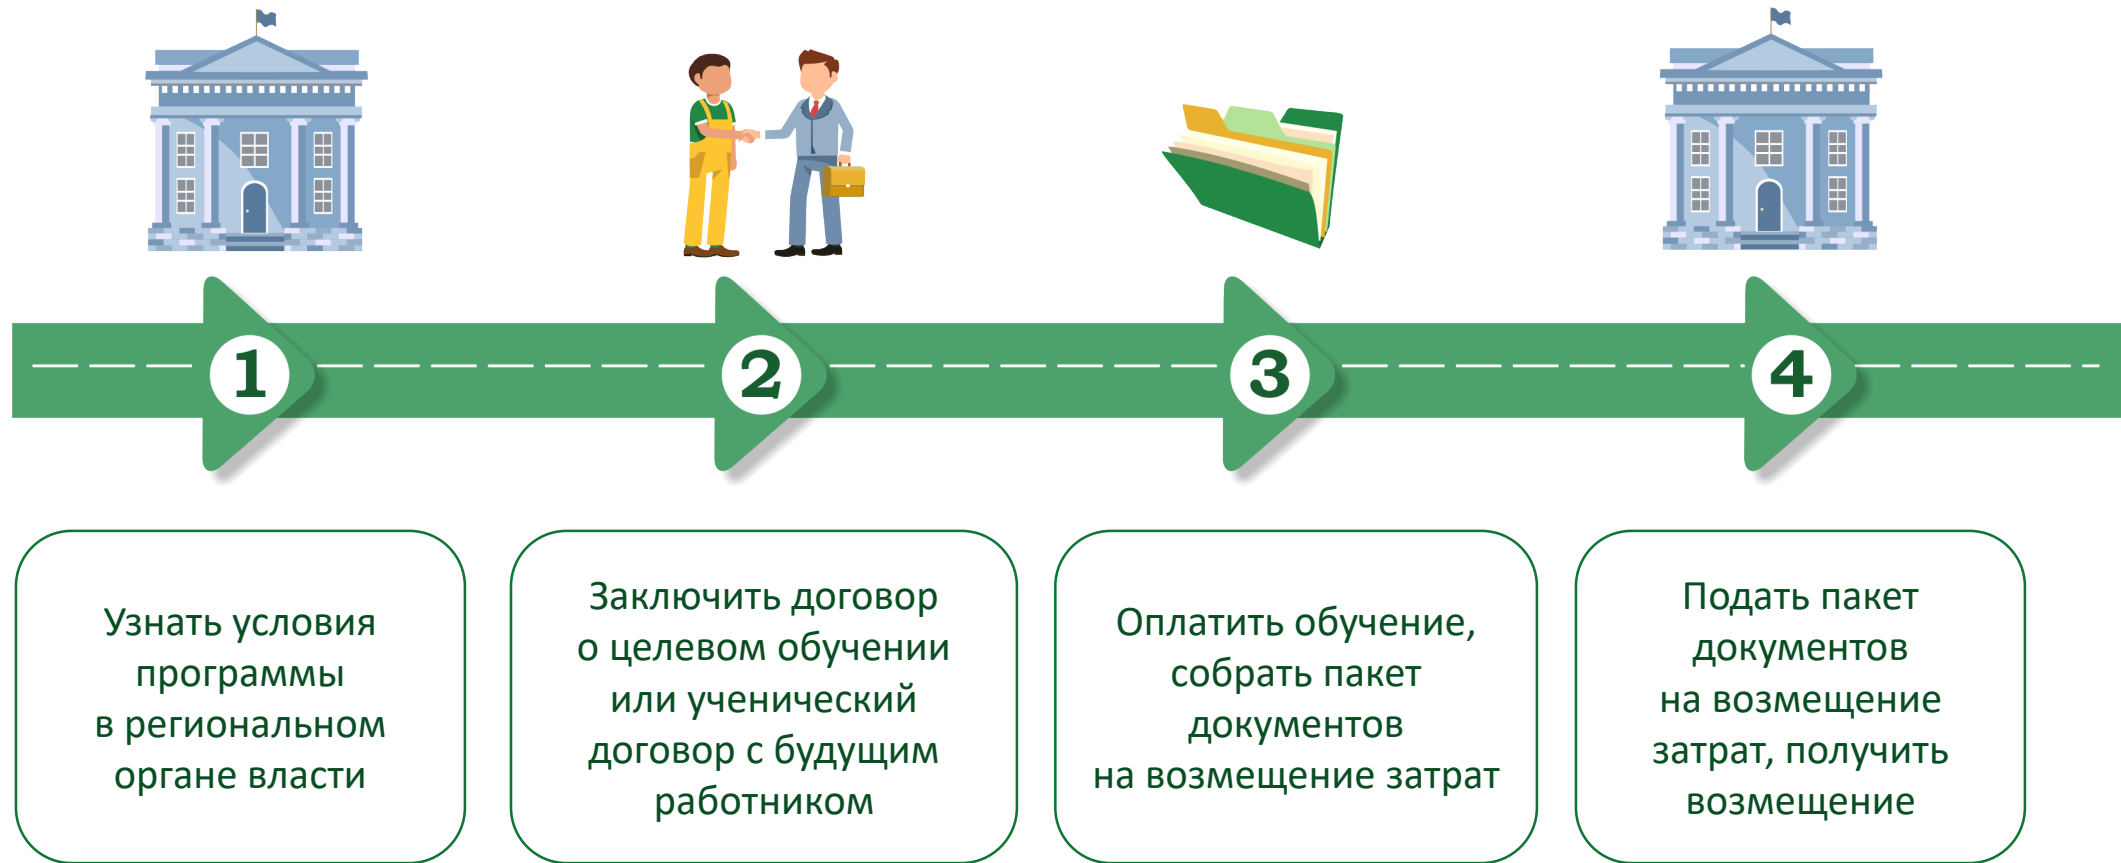 1
2
3
4
Узнать условия
программы
в региональном
органе власти
Заключить договор
о целевом обучении
или ученический
договор с будущим
работником
Оплатить обучение,
собрать пакет
документов
на возмещение затрат
Подать пакет
документов
на возмещение
затрат, получить
возмещение